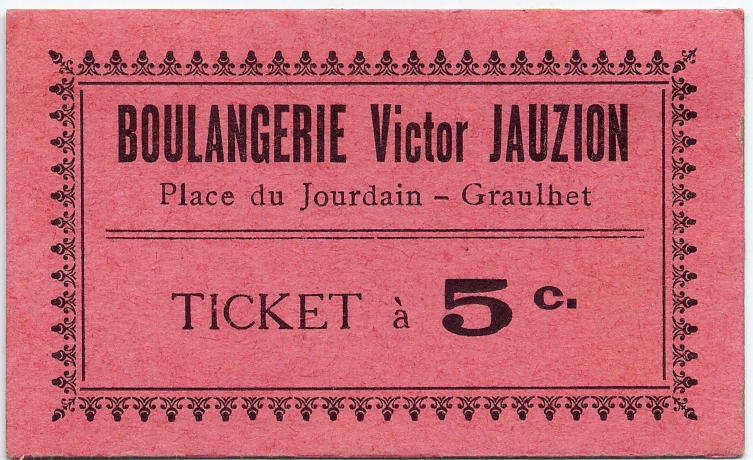 BOULANGERIE Victor JAUZION
Place du Jourdain – Graulhet
TICKET à 5 c.